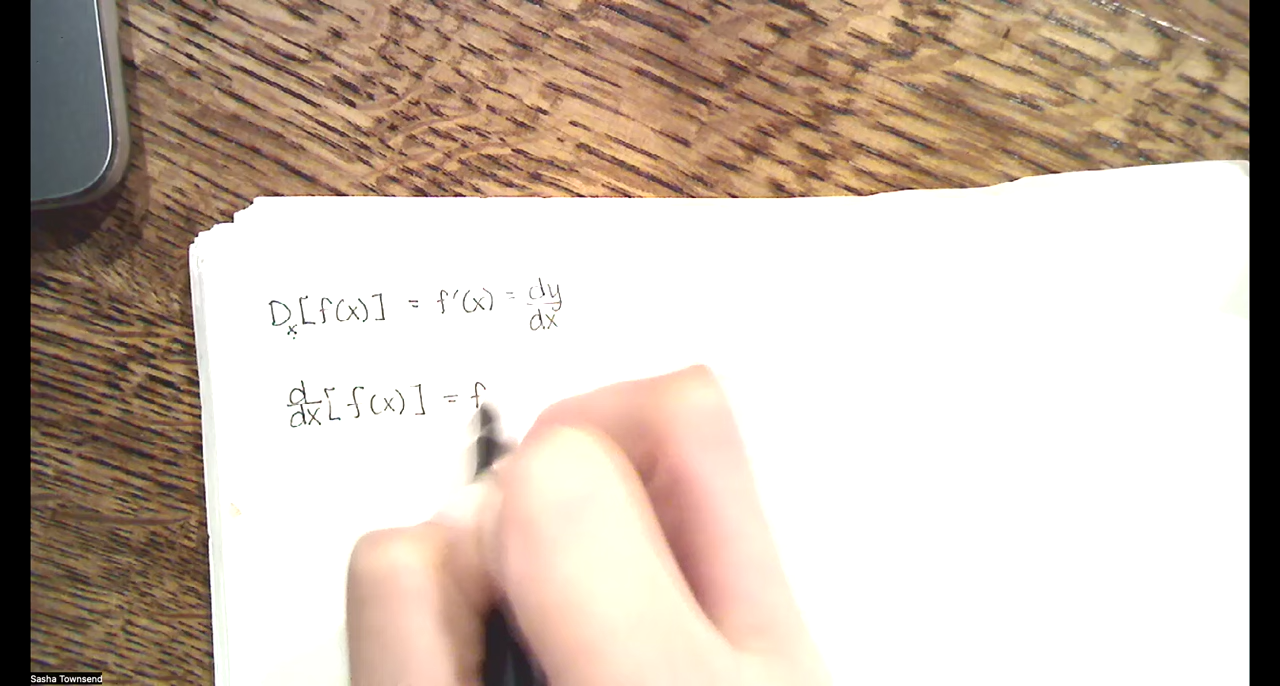 Dₓ[f(x)] = f'(x) = dy/dx
d/dx[f(x)] = f
Sasha Townsend